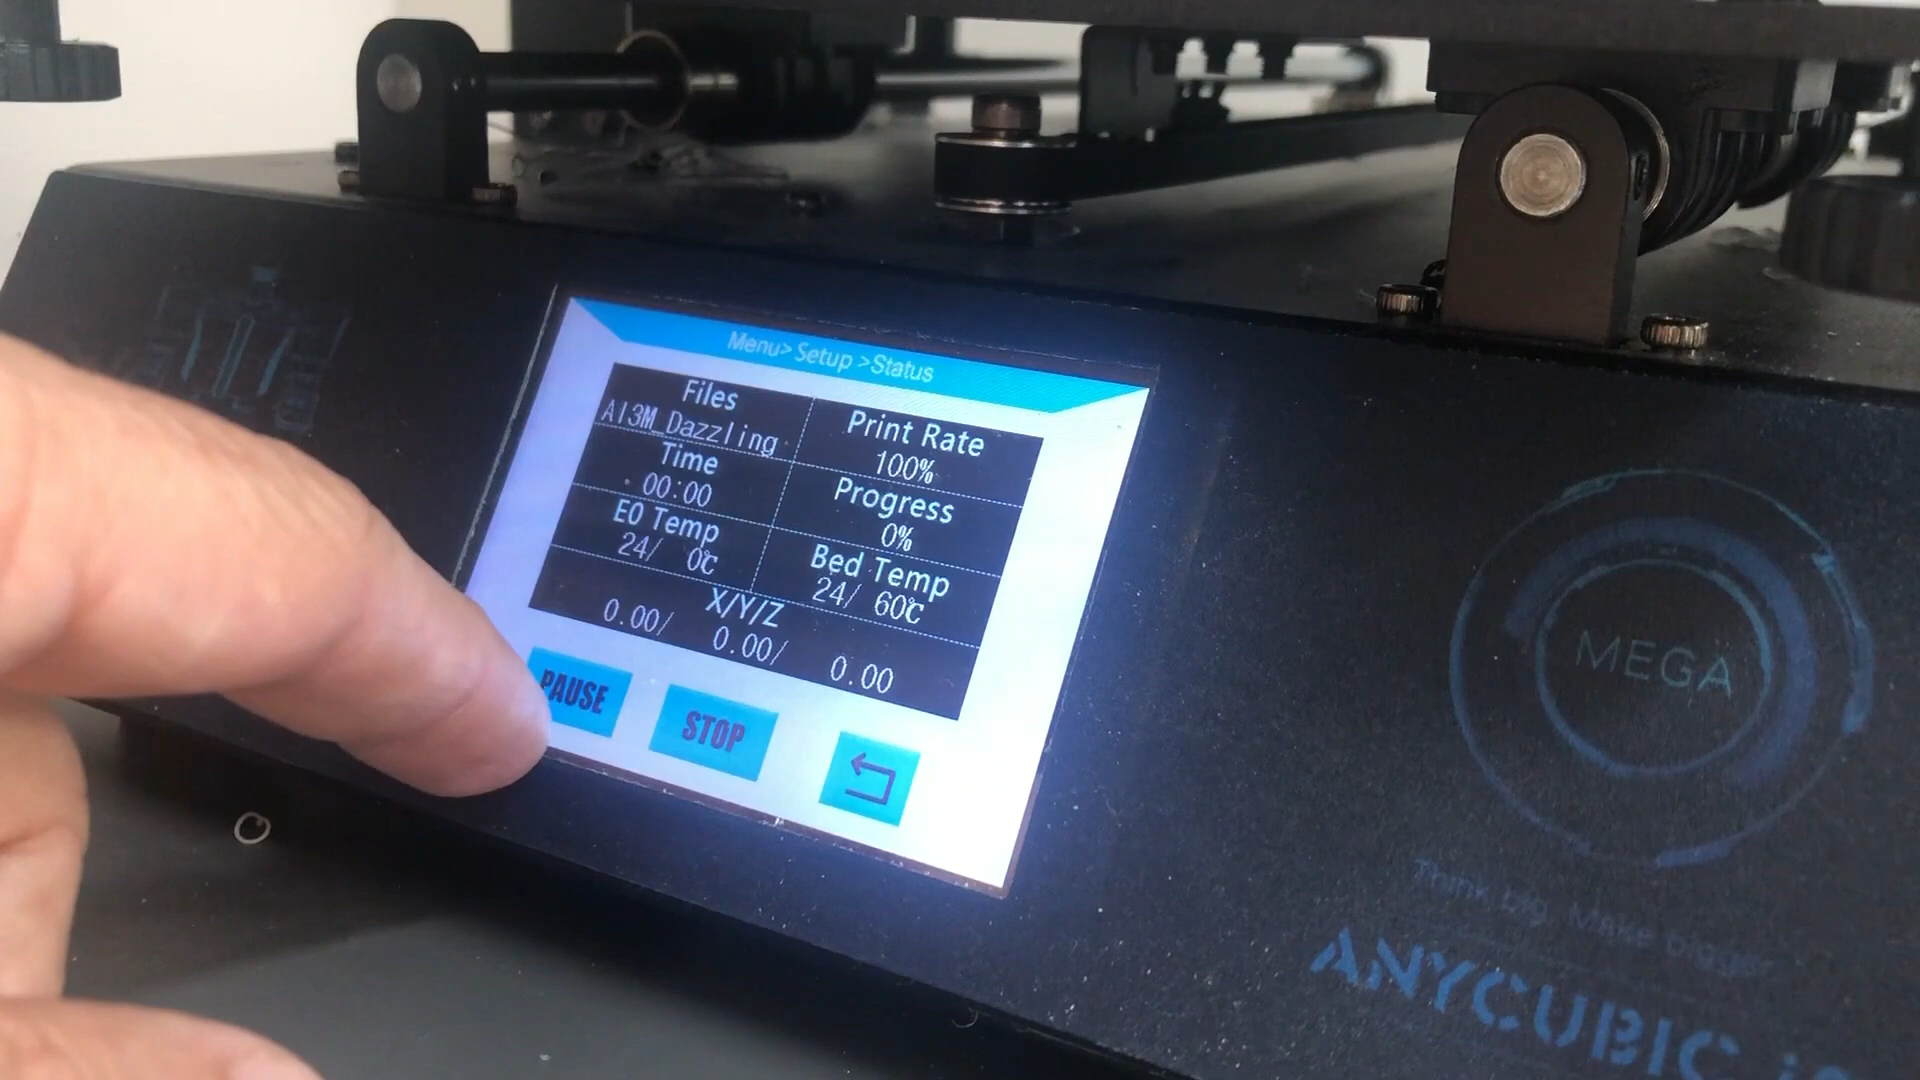 Menu> Setup >Status
Files
AI3M_Dazzling
Print Rate
100%
Time
00:00
Progress
0%
E0 Temp
24/ 0℃
Bed Temp
24/ 60℃
X/Y/Z
0.00/ 0.00/ 0.00
PAUSE
STOP
MEGA
Think big. Make bigger
ANYCUBIC